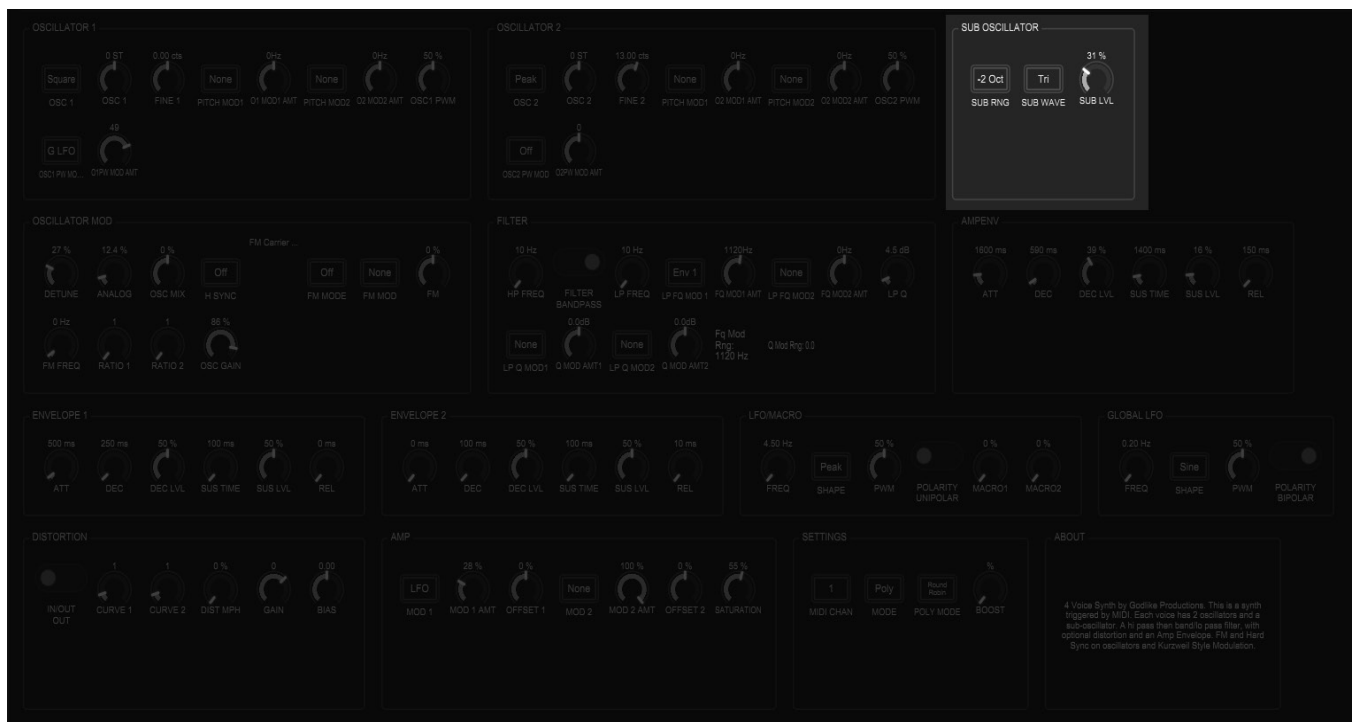 OSCILLATOR 1
0 ST 0.00 cts 0Hz 0Hz 50 %
Square None None
OSC 1 OSC 1 FINE 1 PITCH MOD1 O1 MOD1 AMT PITCH MOD2 O2 MOD2 AMT OSC1 PWM
49
G LFO
OSC1 PW MO... O1PW MOD AMT
OSCILLATOR 2
0 ST 13.00 cts 0Hz 0Hz 50 %
Peak None None
OSC 2 OSC 2 FINE 2 PITCH MOD1 O2 MOD1 AMT PITCH MOD2 O2 MOD2 AMT OSC2 PWM
0
Off
OSC2 PW MOD O2PW MOD AMT
SUB OSCILLATOR
31 %
-2 Oct Tri
SUB RNG SUB WAVE SUB LVL
OSCILLATOR MOD
FM Carrier ...
27 % 12.4 % 0 % 0 %
Off Off None
DETUNE ANALOG OSC MIX H SYNC FM MODE FM MOD FM
0 Hz 1 1 86 %
FM FREQ RATIO 1 RATIO 2 OSC GAIN
FILTER
10 Hz 10 Hz 1120Hz 0Hz 4.5 dB
Env 1 None
HP FREQ FILTER LP FREQ LP FQ MOD 1 FQ MOD1 AMT LP FQ MOD2 FQ MOD2 AMT LP Q
BANDPASS
0.0dB 0.0dB
None None
LP Q MOD1 Q MOD AMT1 LP Q MOD2 Q MOD AMT2
Fq Mod
Rng:
1120 Hz
Q Mod Rng: 0.0
AMPENV
1600 ms 590 ms 39 % 1400 ms 16 % 150 ms
ATT DEC DEC LVL SUS TIME SUS LVL REL
ENVELOPE 1
500 ms 250 ms 50 % 100 ms 50 % 0 ms
ATT DEC DEC LVL SUS TIME SUS LVL REL
ENVELOPE 2
0 ms 100 ms 50 % 100 ms 50 % 10 ms
ATT DEC DEC LVL SUS TIME SUS LVL REL
LFO/MACRO
4.50 Hz 50 % 0 % 0 %
Peak
FREQ SHAPE PWM POLARITY MACRO1 MACRO2
UNIPOLAR
GLOBAL LFO
0.20 Hz 50 %
Sine
FREQ SHAPE PWM POLARITY
BIPOLAR
DISTORTION
1 1 0 % 0 0.00
IN/OUT CURVE 1 CURVE 2 DIST MPH GAIN BIAS
OUT
AMP
28 % 0 % 100 % 0 % 55 %
LFO None
MOD 1 MOD 1 AMT OFFSET 1 MOD 2 MOD 2 AMT OFFSET 2 SATURATION
SETTINGS
%
1 Poly Round
Robin
MIDI CHAN MODE POLY MODE BOOST
ABOUT
4 Voice Synth by Godlike Productions. This is a synth
triggered by MIDI. Each voice has 2 oscillators and a
sub-oscillator. A hi pass than band/lo pass filter, with
optional distortion and an Amp Envelope. FM and Hard
Sync on oscillators and Kurzweil Style Modulation.